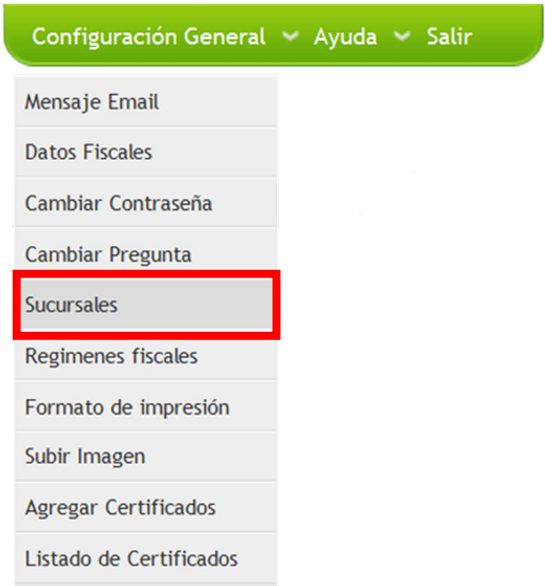 Configuración General Ayuda Salir
Mensaje Email
Datos Fiscales
Cambiar Contraseña
Cambiar Pregunta
Sucursales
Regimenes fiscales
Formato de impresión
Subir Imagen
Agregar Certificados
Listado de Certificados